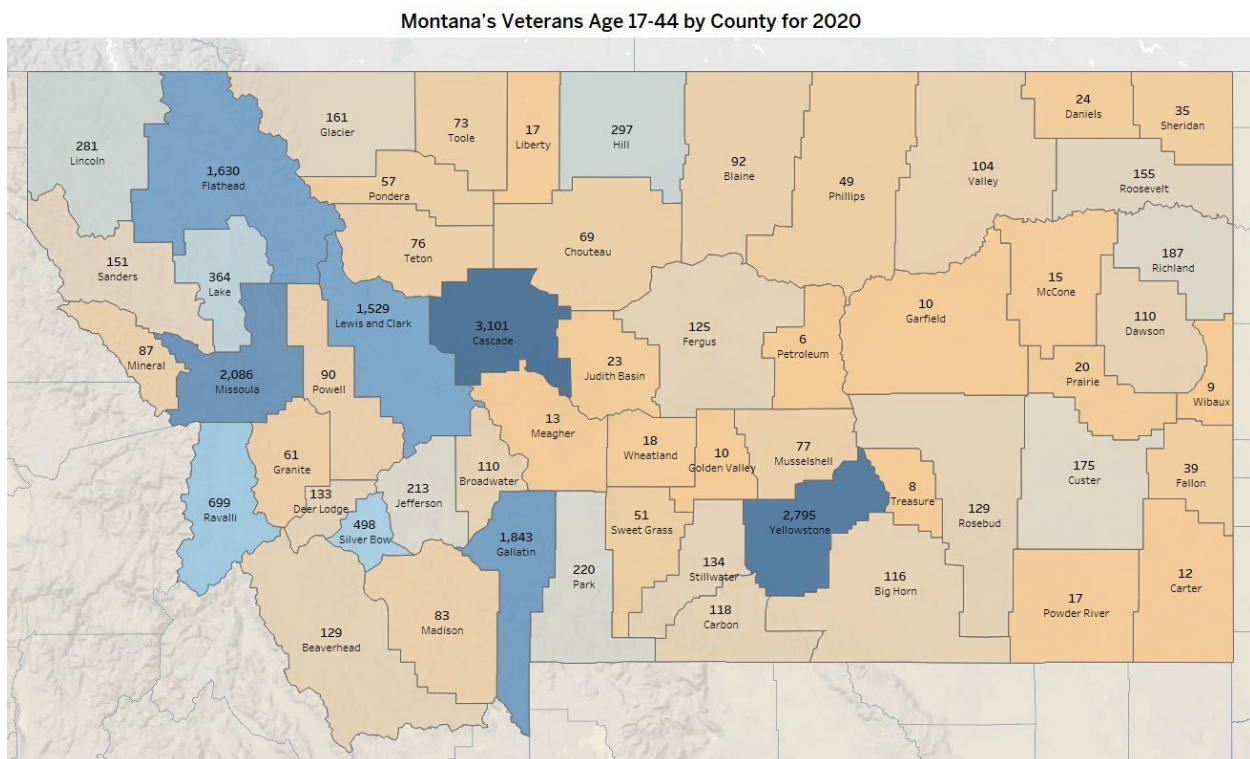 Montana's Veterans Age 17-44 by County for 2020
281
Lincoln
1,630
Flathead
161
Glacier
73
Toole
17
Liberty
297
Hill
92
Blaine
49
Phillips
104
Valley
24
Daniels
35
Sheridan
155
Roosevelt
57
Pondera
76
Teton
69
Chouteau
151
Sanders
364
Lake
187
Richland
15
McCone
110
Dawson
10
Garfield
1,529
Lewis and Clark
3,101
Cascade
125
Fergus
6
Petroleum
23
Judith Basin
87
Mineral
2,086
Missoula
90
Powell
20
Prairie
9
Wibaux
13
Meagher
18
Wheatland
10
Golden Valley
77
Musselshell
61
Granite
110
Broadwater
213
Jefferson
133
Deer Lodge
699
Ravalli
498
Silver Bow
1,843
Gallatin
51
Sweet Grass
2,795
Yellowstone
8
Treasure
129
Rosebud
175
Custer
39
Fallon
220
Park
134
Stillwater
118
Carbon
116
Big Horn
17
Powder River
12
Carter
83
Madison
129
Beaverhead